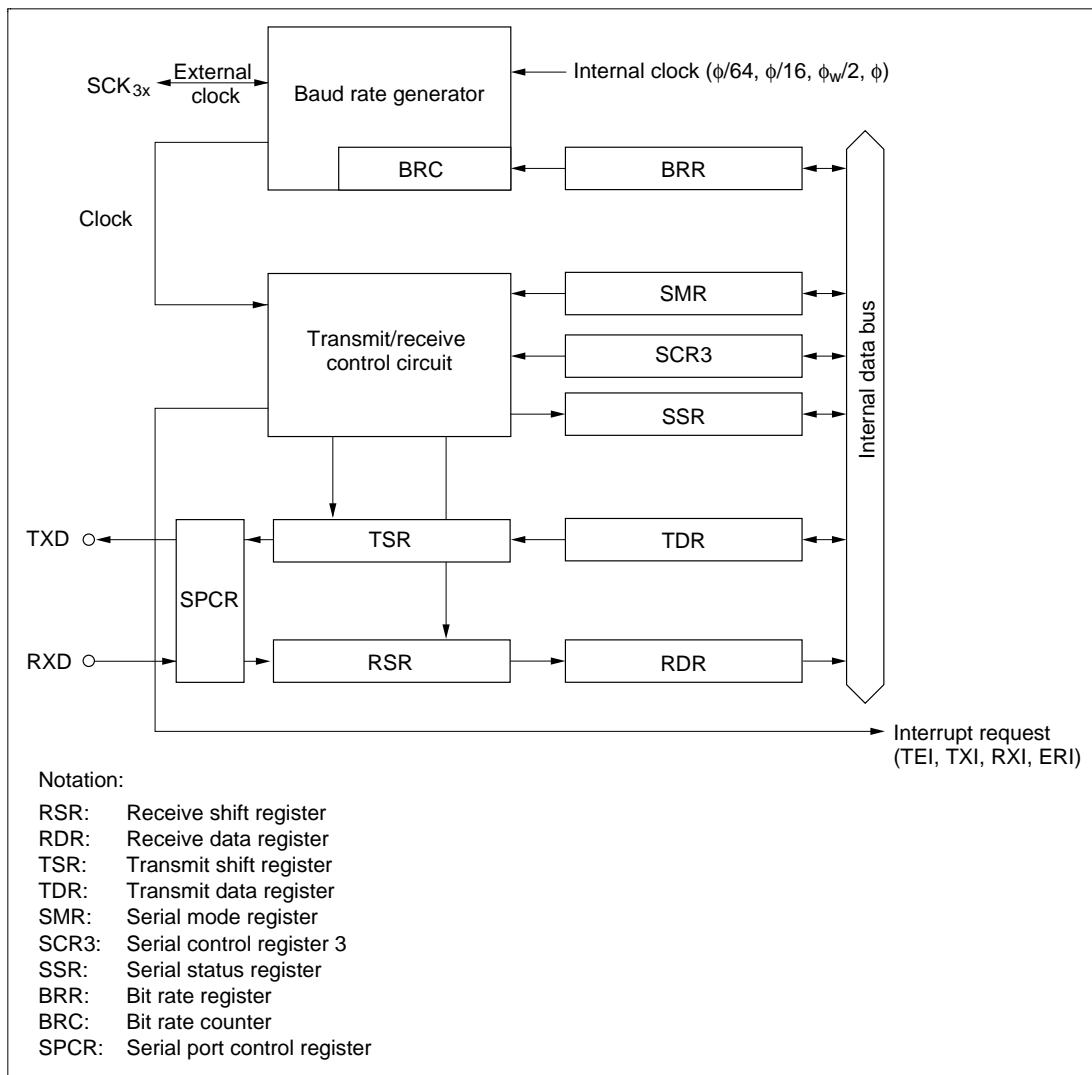 SCK3x
External
clock
Baud rate generator
Internal clock (ϕ/64, ϕ/16, ϕw/2, ϕ)
BRC
BRR
Clock
Transmit/receive
control circuit
SMR
SCR3
SSR
Internal data bus
TXD
TSR
TDR
SPCR
RXD
RSR
RDR
Interrupt request
(TEI, TXI, RXI, ERI)
Notation:
RSR: Receive shift register
RDR: Receive data register
TSR: Transmit shift register
TDR: Transmit data register
SMR: Serial mode register
SCR3: Serial control register 3
SSR: Serial status register
BRR: Bit rate register
BRC: Bit rate counter
SPCR: Serial port control register